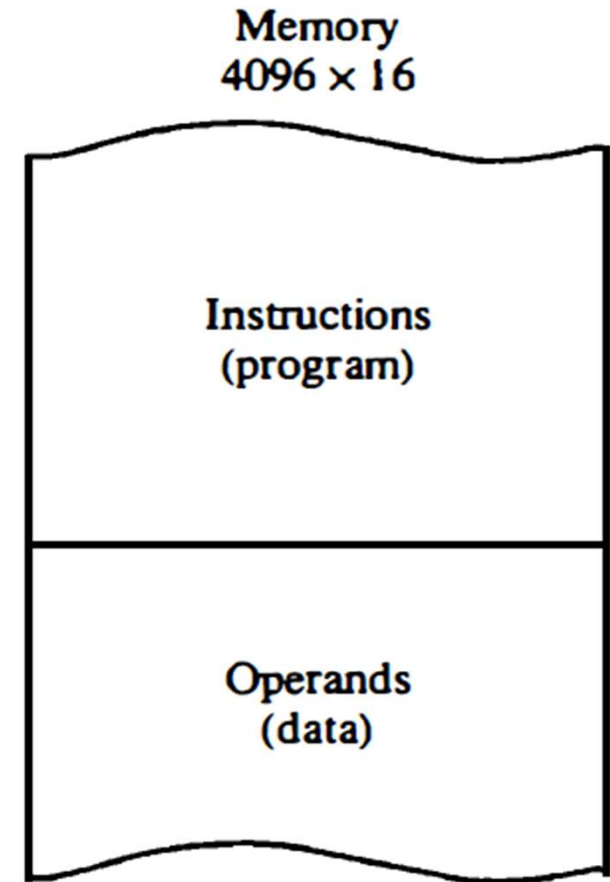 Memory
4096 × 16
Instructions
(program)
Operands
(data)